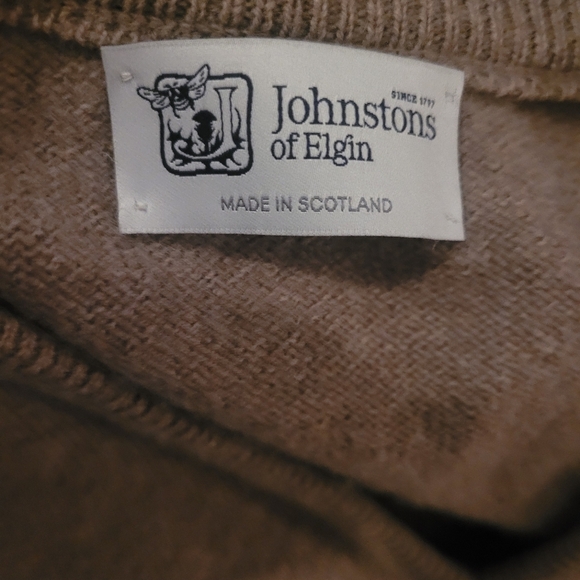 SINCE 1797
Johnstons
of Elgin
MADE IN SCOTLAND